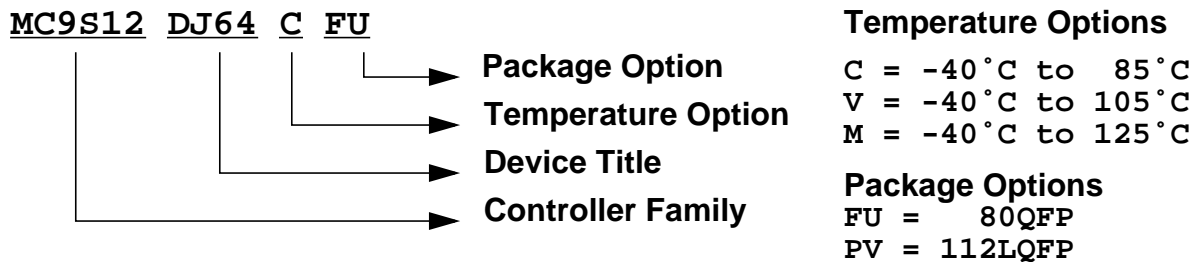 MC9S12 DJ64 C FU
Package Option
Temperature Option
Device Title
Controller Family
Temperature Options
C = -40˚C to 85˚C
V = -40˚C to 105˚C
M = -40˚C to 125˚C
Package Options
FU = 80QFP
PV = 112LQFP